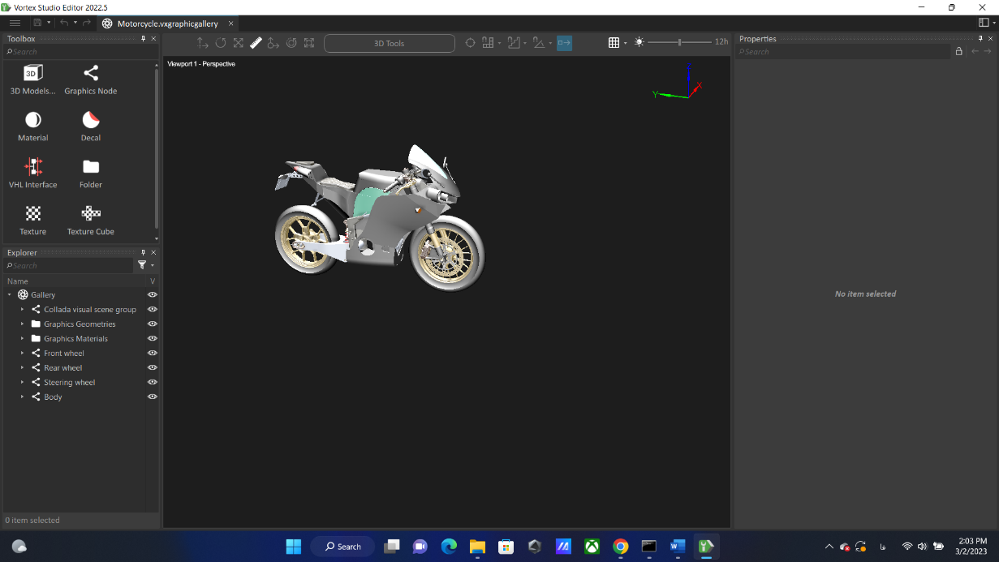 Vortex Studio Editor 2022.5
Motorcycle.vxgraphicgallery
Toolbox
Search
3D
3D Models...
Graphics Node
Material
Decal
VHL Interface
Folder
Texture
Texture Cube
Explorer
Search
Name V
Gallery
Collada visual scene group
Graphics Geometries
Graphics Materials
Front wheel
Rear wheel
Steering wheel
Body
0 item selected
3D Tools
12h
Viewport 1 - Perspective
Z
X
Y
Properties
Search
No item selected
Search
فا
2:03 PM
3/2/2023